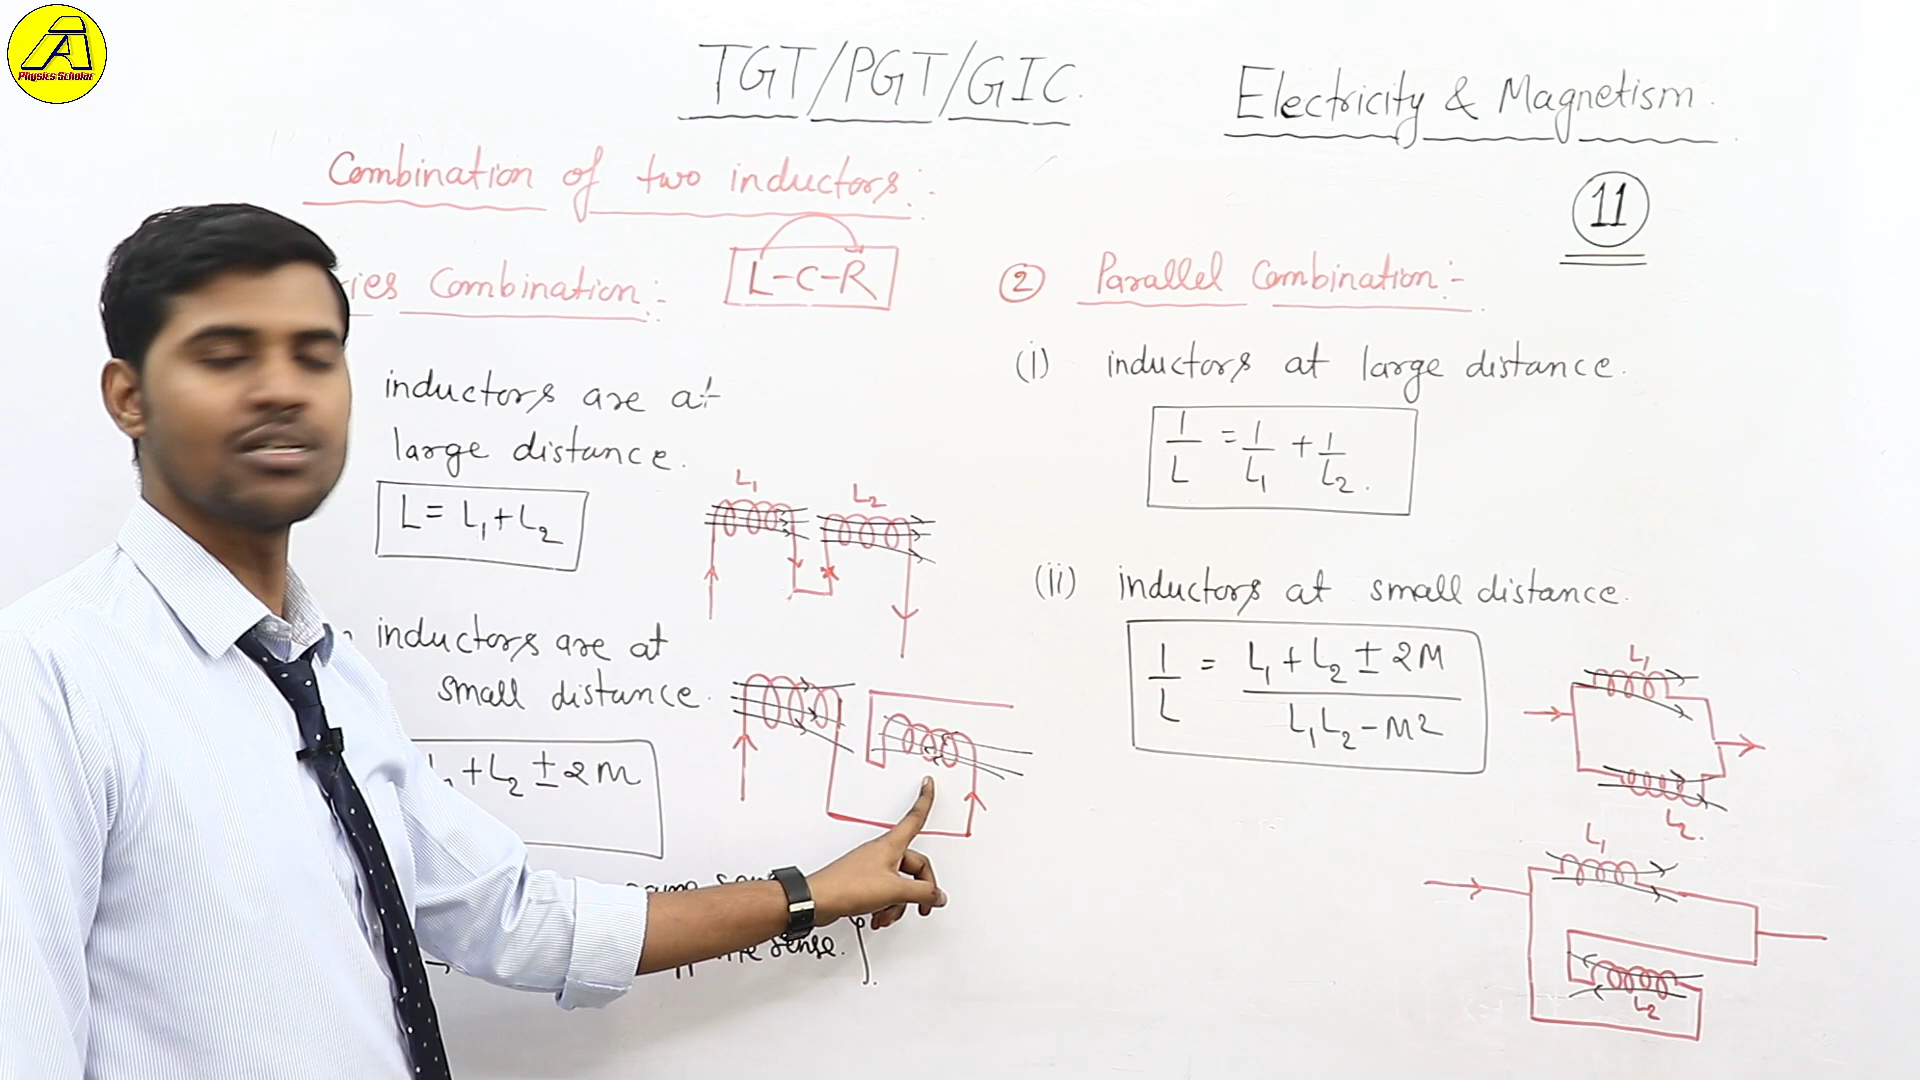 Physics Scholar
TGT/PGT/GIC.
Electricity & Magnetism.
11
Combination of two inductors:-
ries Combination:-
L-C-R
inductors are at
large distance.
L = L₁ + L₂
L₁
L₂
inductors are at
small distance.
L₁ + L₂ ± 2M
sense.
② Parallel Combination:-
(i) inductors at large distance.
1/L = 1/L₁ + 1/L₂.
(ii) inductors at small distance.
1/L = L₁ + L₂ ± 2M / L₁L₂ - M²
L₁
L₂.
L₁
L₂